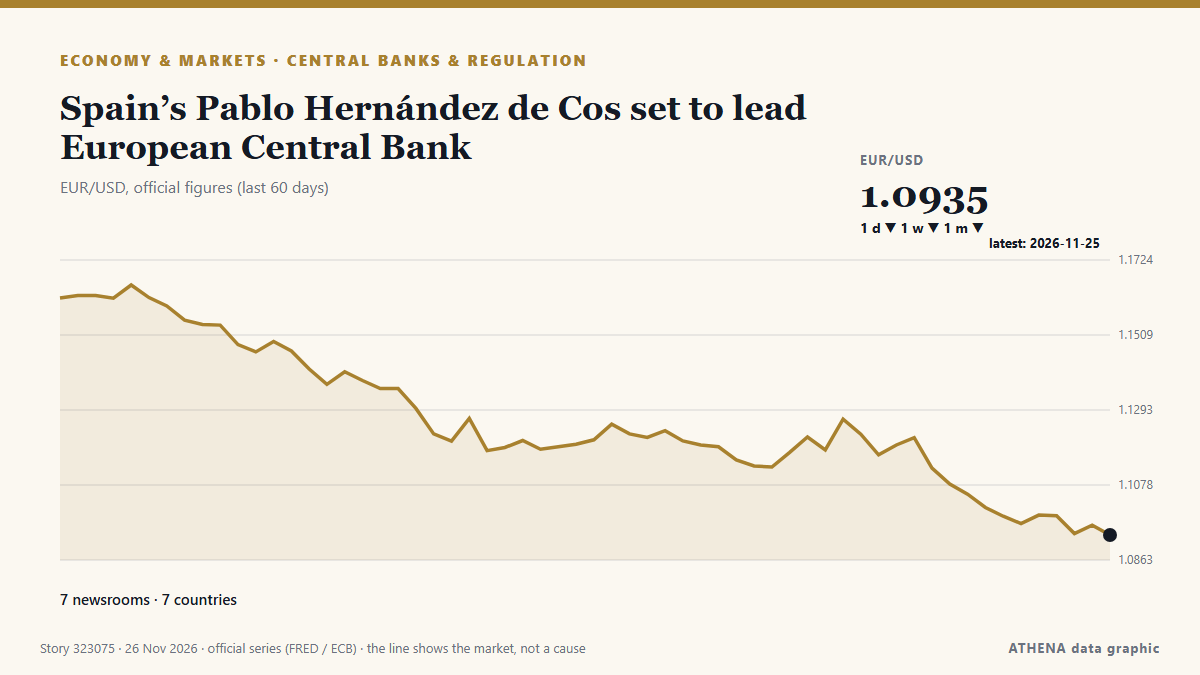 ECONOMY & MARKETS · CENTRAL BANKS & REGULATION
Spain’s Pablo Hernández de Cos set to lead
European Central Bank
EUR/USD, official figures (last 60 days)
EUR/USD
1.0935
1 d ▼ 1 w ▼ 1 m ▼
latest: 2026-11-25
1.1724
1.1509
1.1293
1.1078
1.0863
7 newsrooms · 7 countries
Story 323075 · 26 Nov 2026 · official series (FRED / ECB) · the line shows the market, not a cause
ATHENA data graphic